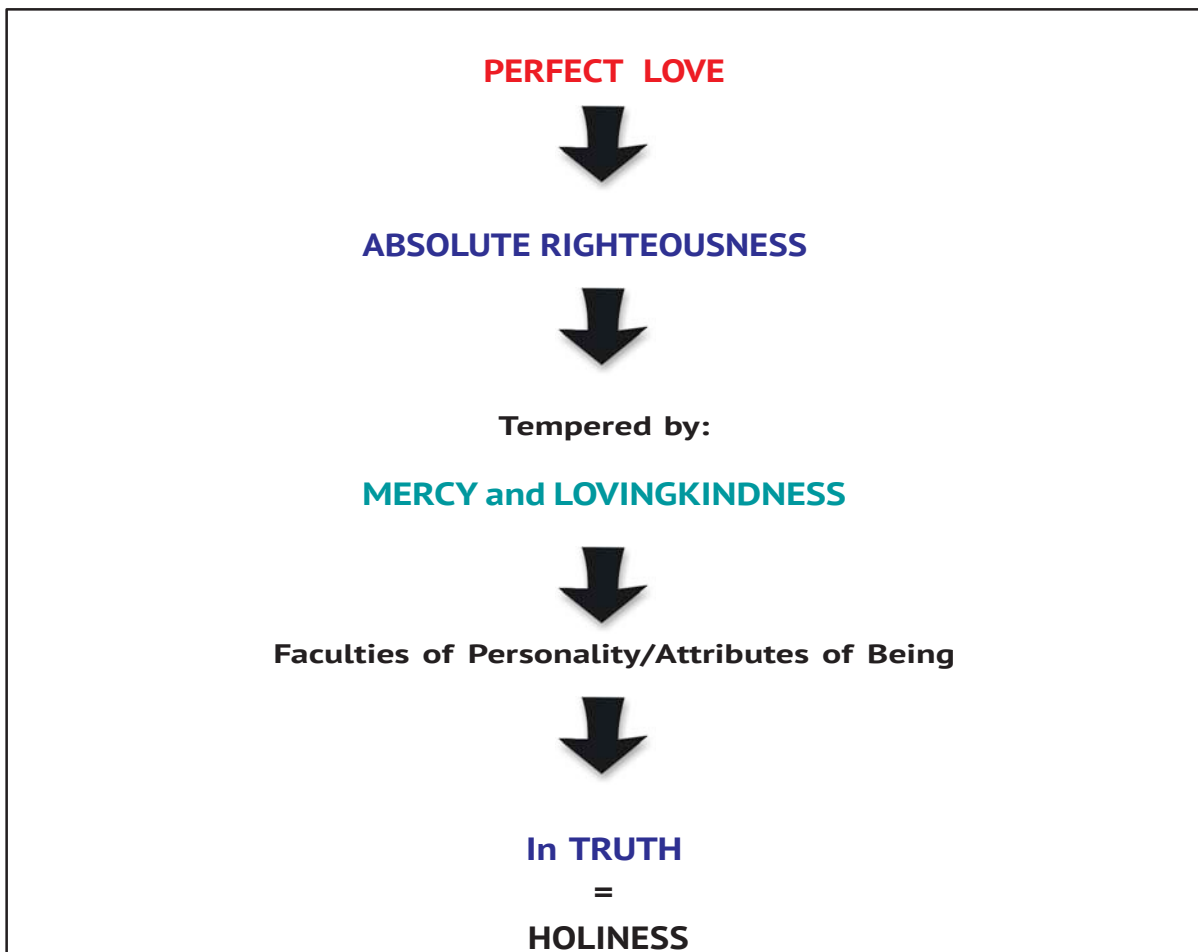 PERFECT LOVE
ABSOLUTE RIGHTEOUSNESS
Tempered by:
MERCY and LOVINGKINDNESS
Faculties of Personality/Attributes of Being
In TRUTH
=
HOLINESS